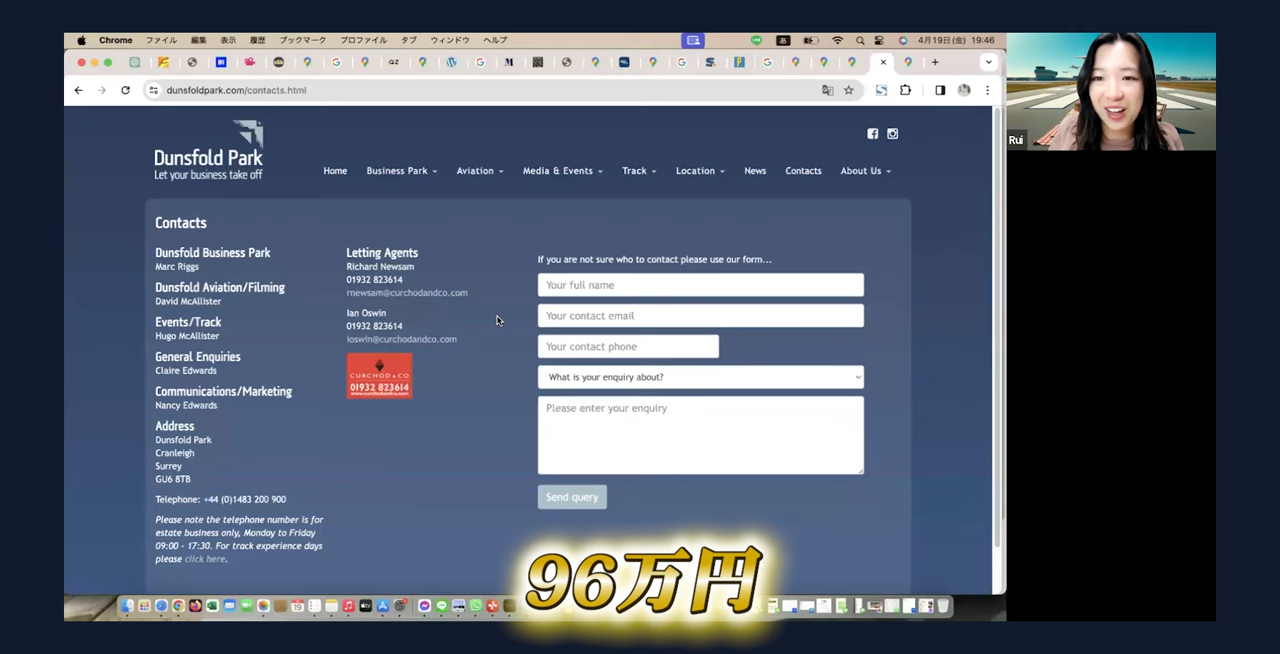 Chrome ファイル 編集 表示 履歴 ブックマーク プロファイル タブ ウィンドウ ヘルプ 4月19日(金) 19:46
dunsfoldpark.com/contacts.html
Rui
Dunsfold Park
Let your business take off
Home Business Park Aviation Media & Events Track Location News Contacts About Us
Contacts
Dunsfold Business Park
Marc Riggs
Dunsfold Aviation/Filming
David McAllister
Events/Track
Hugo McAllister
General Enquiries
Claire Edwards
Communications/Marketing
Nancy Edwards
Address
Dunsfold Park
Cranleigh
Surrey
GU6 8TB
Telephone: +44 (0)1483 200 900
Please note the telephone number is for
estate business only, Monday to Friday
09:00 - 17:30. For track experience days
please click here.
Letting Agents
Richard Newsam
01932 823614
rnewsam@curchodandco.com
Ian Oswin
01932 823614
ioswin@curchodandco.com
CURCHOD & CO
01932 823614
www.curchodandco.com
If you are not sure who to contact please use our form...
Your full name
Your contact email
Your contact phone
What is your enquiry about?
Please enter your enquiry
Send query
96万円